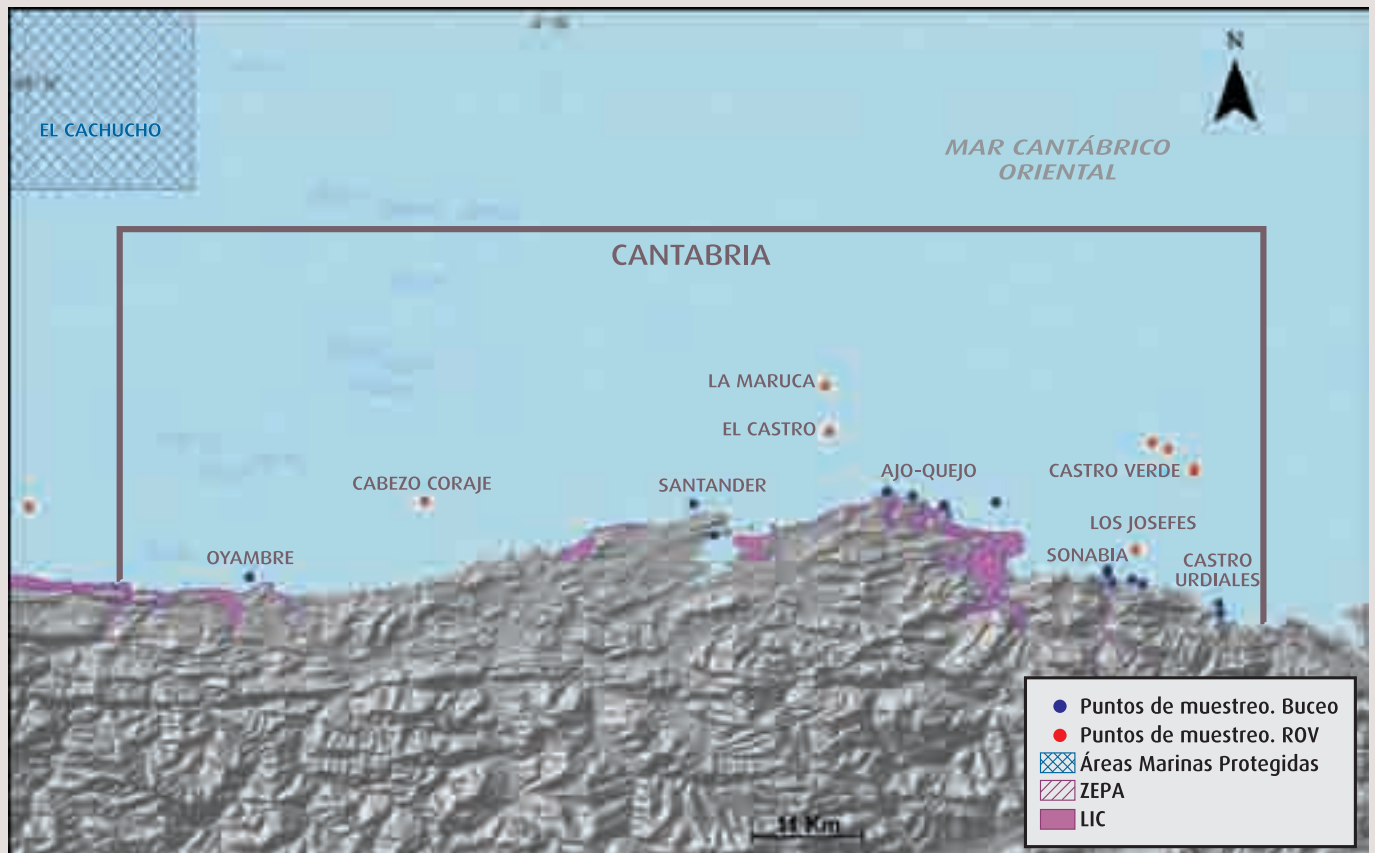 N
EL CACHUCHO
MAR CANTÁBRICO
ORIENTAL
CANTABRIA
LA MARUCA
EL CASTRO
CABEZO CORAJE
SANTANDER
AJO-QUEJO
CASTRO VERDE
LOS JOSEFES
OYAMBRE
SONABIA
CASTRO
URDIALES
Puntos de muestreo. Buceo
Puntos de muestreo. ROV
Áreas Marinas Protegidas
ZEPA
LIC
11 Km